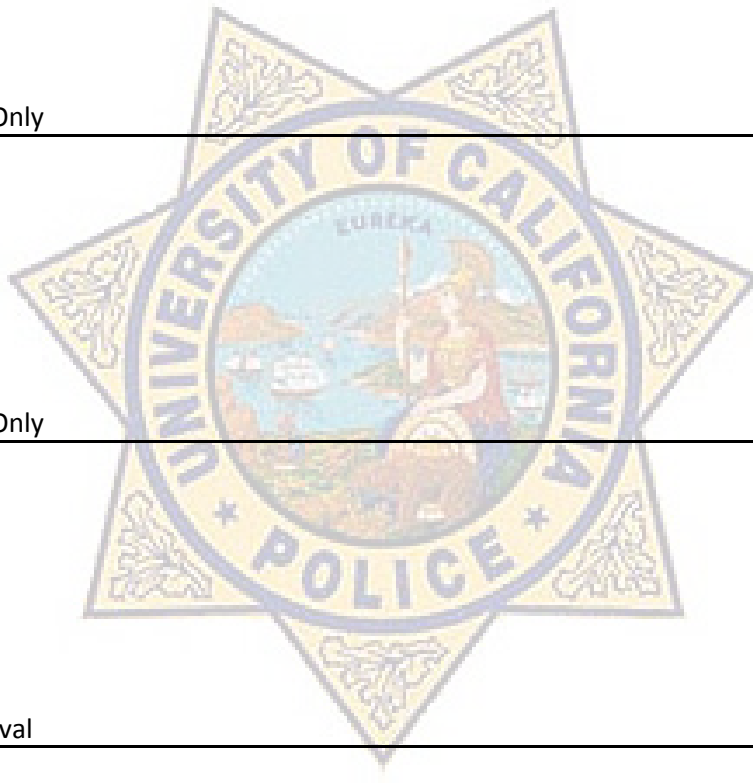 Only
UNIVERSITY OF CALIFORNIA
EUREKA
Only
POLICE
val